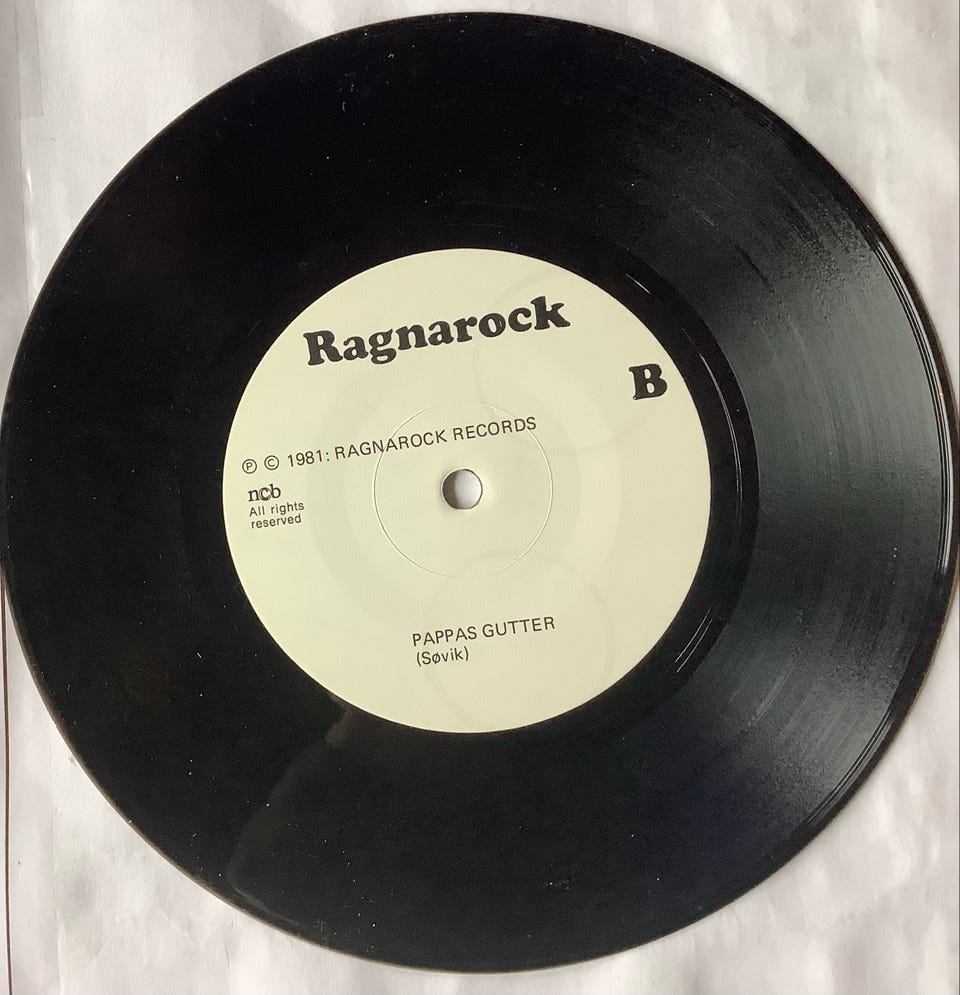 Ragnarock
B
Ⓟ © 1981: RAGNAROCK RECORDS
ncb
All rights
reserved
PAPPAS GUTTER
(Søvik)